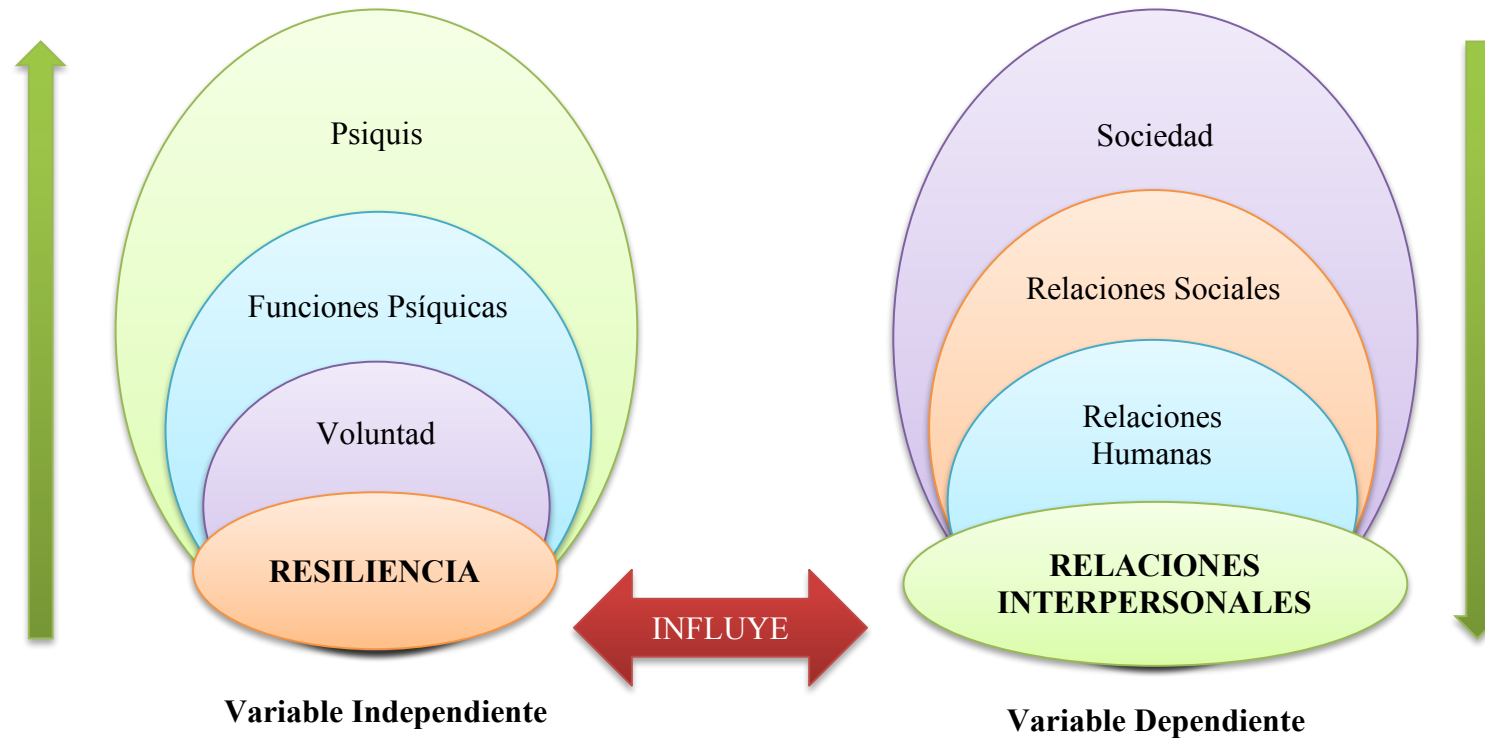 Psiquis
Funciones Psíquicas
Voluntad
RESILIENCIA
Variable Independiente
INFLUYE
Sociedad
Relaciones Sociales
Relaciones
Humanas
RELACIONES
INTERPERSONALES
Variable Dependiente